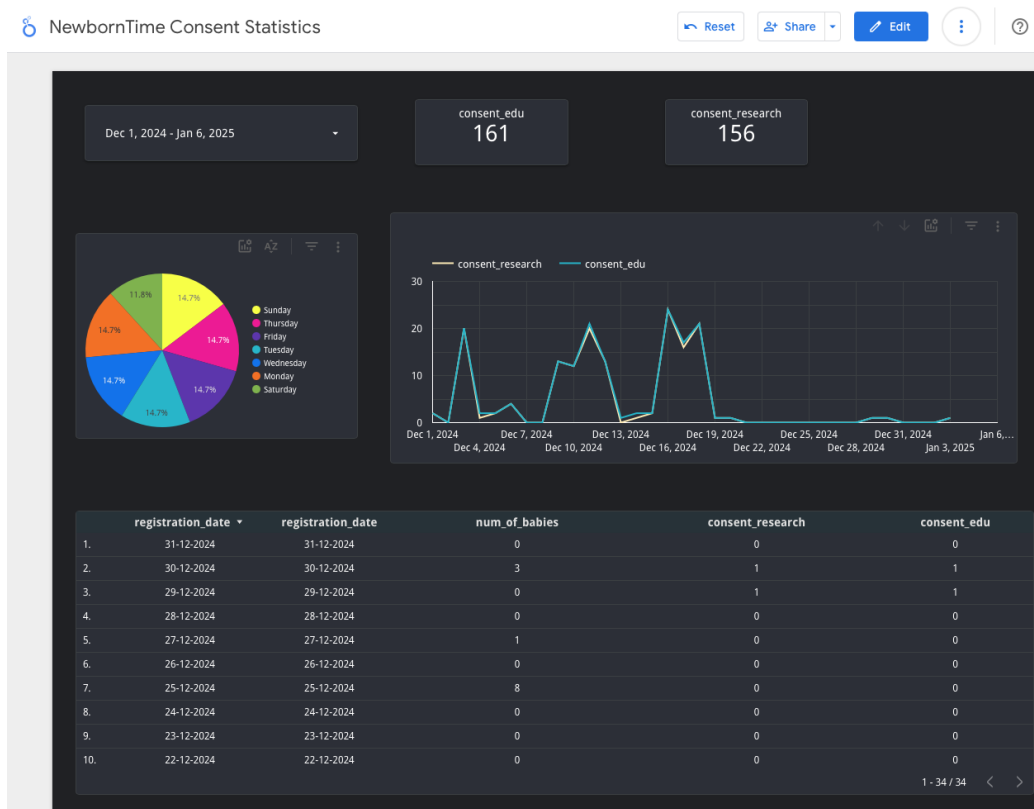 NewbornTime Consent Statistics
Reset
Share
Edit
Dec 1, 2024 - Jan 6, 2025
consent_edu
161
consent_research
156
11.8%
14.7%
14.7%
14.7%
14.7%
14.7%
14.7%
Sunday
Thursday
Friday
Tuesday
Wednesday
Monday
Saturday
consent_research consent_edu
30
20
10
0
Dec 1, 2024 Dec 7, 2024 Dec 13, 2024 Dec 19, 2024 Dec 25, 2024 Dec 31, 2024 Jan 6,...
Dec 4, 2024 Dec 10, 2024 Dec 16, 2024 Dec 22, 2024 Dec 28, 2024 Jan 3, 2025
registration_date registration_date num_of_babies consent_research consent_edu
1. 31-12-2024 31-12-2024 0 0 0
2. 30-12-2024 30-12-2024 3 1 1
3. 29-12-2024 29-12-2024 0 1 1
4. 28-12-2024 28-12-2024 0 0 0
5. 27-12-2024 27-12-2024 1 0 0
6. 26-12-2024 26-12-2024 0 0 0
7. 25-12-2024 25-12-2024 8 0 0
8. 24-12-2024 24-12-2024 0 0 0
9. 23-12-2024 23-12-2024 0 0 0
10. 22-12-2024 22-12-2024 0 0 0
1 - 34 / 34